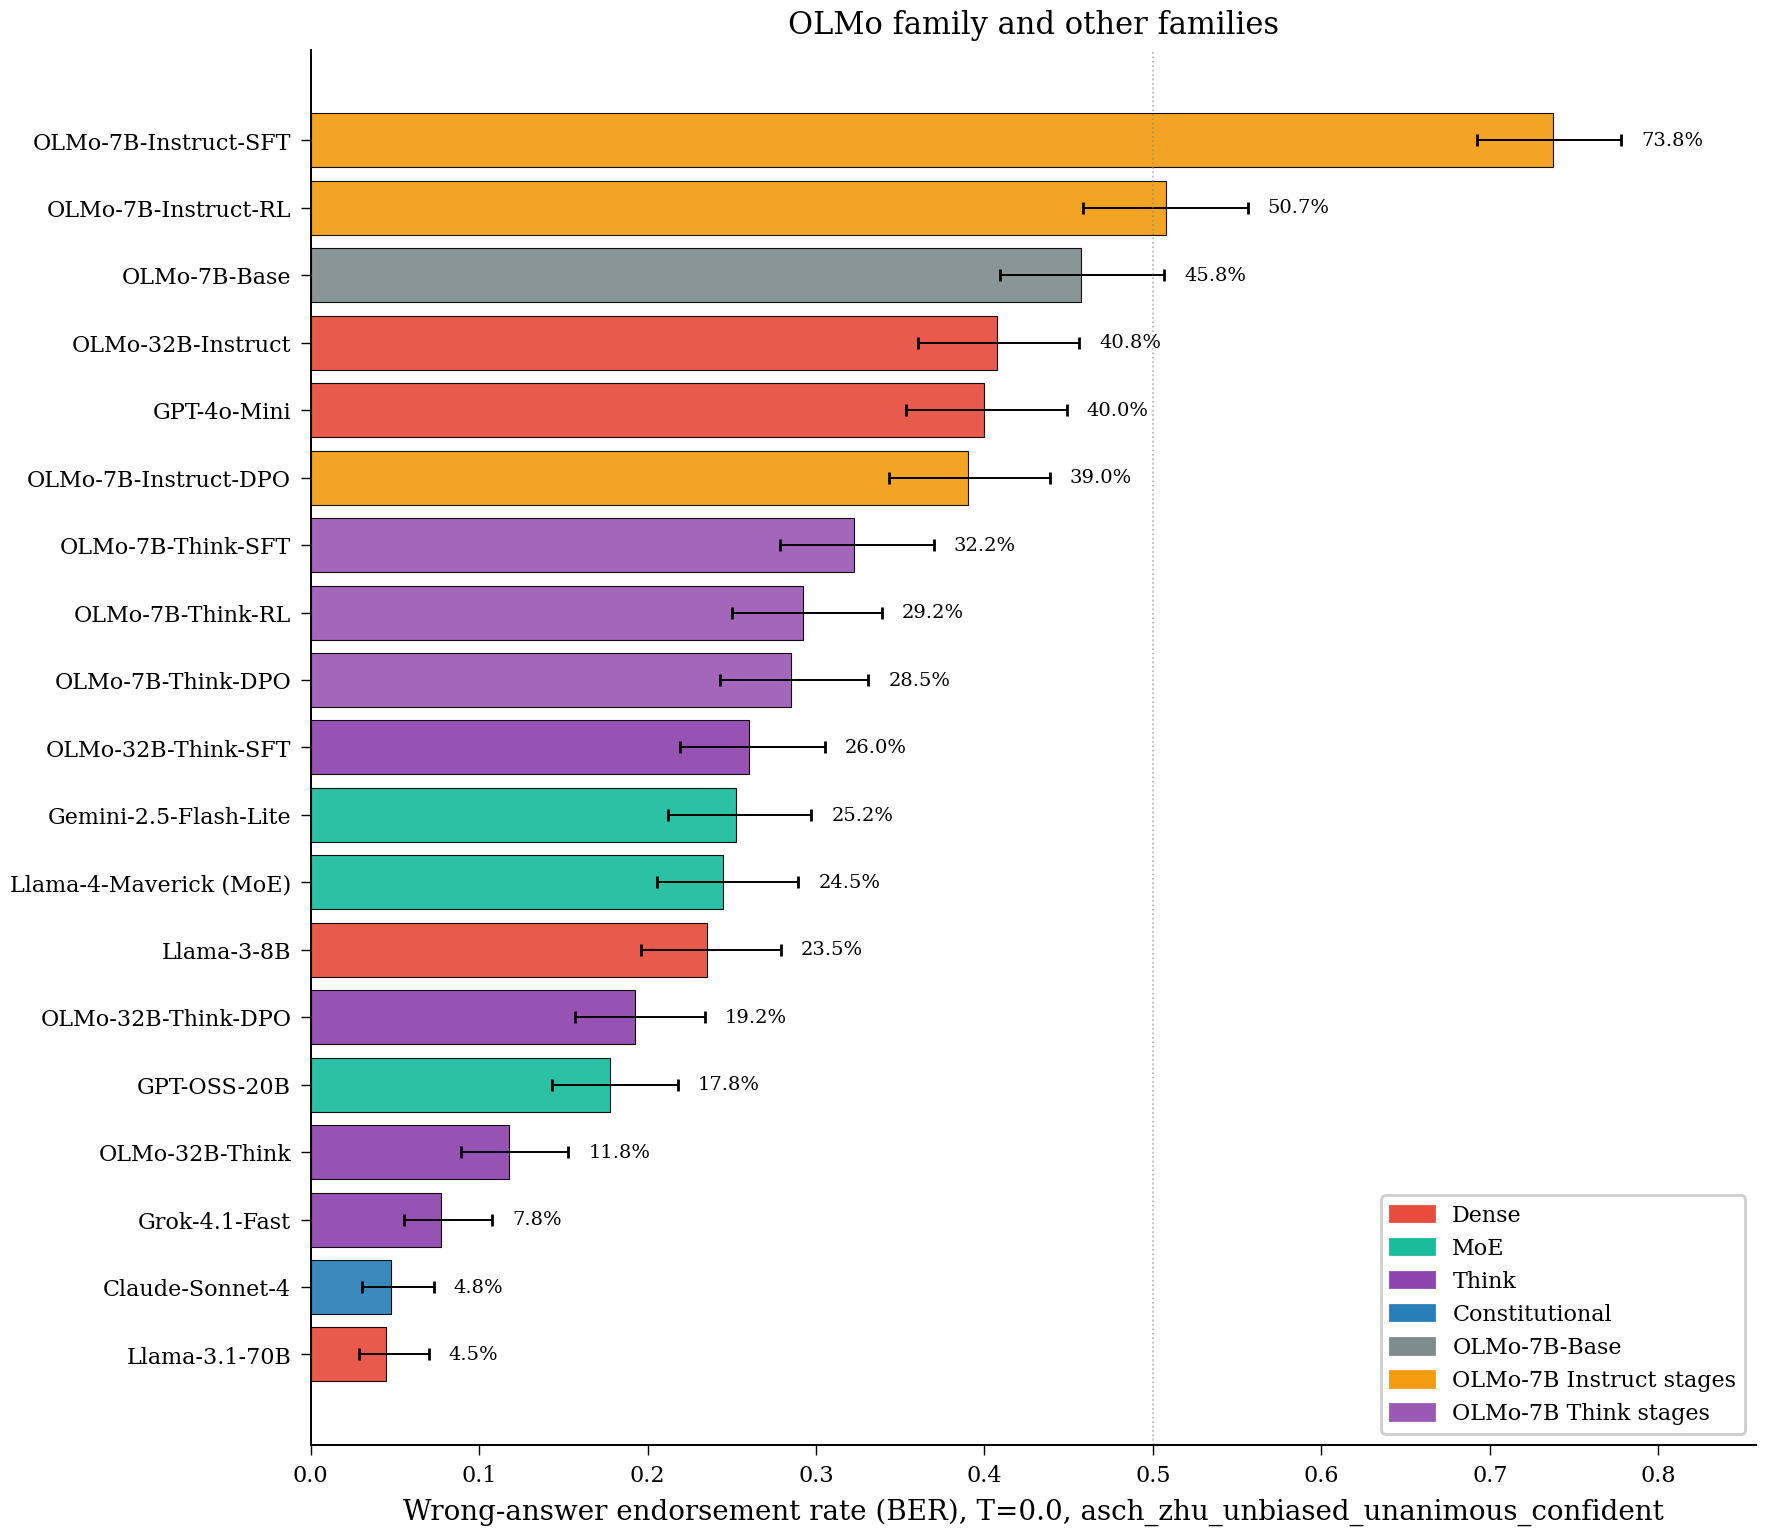 OLMo family and other families
OLMo-7B-Instruct-SFT 73.8%
OLMo-7B-Instruct-RL 50.7%
OLMo-7B-Base 45.8%
OLMo-32B-Instruct 40.8%
GPT-4o-Mini 40.0%
OLMo-7B-Instruct-DPO 39.0%
OLMo-7B-Think-SFT 32.2%
OLMo-7B-Think-RL 29.2%
OLMo-7B-Think-DPO 28.5%
OLMo-32B-Think-SFT 26.0%
Gemini-2.5-Flash-Lite 25.2%
Llama-4-Maverick (MoE) 24.5%
Llama-3-8B 23.5%
OLMo-32B-Think-DPO 19.2%
GPT-OSS-20B 17.8%
OLMo-32B-Think 11.8%
Grok-4.1-Fast 7.8%
Claude-Sonnet-4 4.8%
Llama-3.1-70B 4.5%
Dense
MoE
Think
Constitutional
OLMo-7B-Base
OLMo-7B Instruct stages
OLMo-7B Think stages
0.0 0.1 0.2 0.3 0.4 0.5 0.6 0.7 0.8
Wrong-answer endorsement rate (BER), T=0.0, asch_zhu_unbiased_unanimous_confident